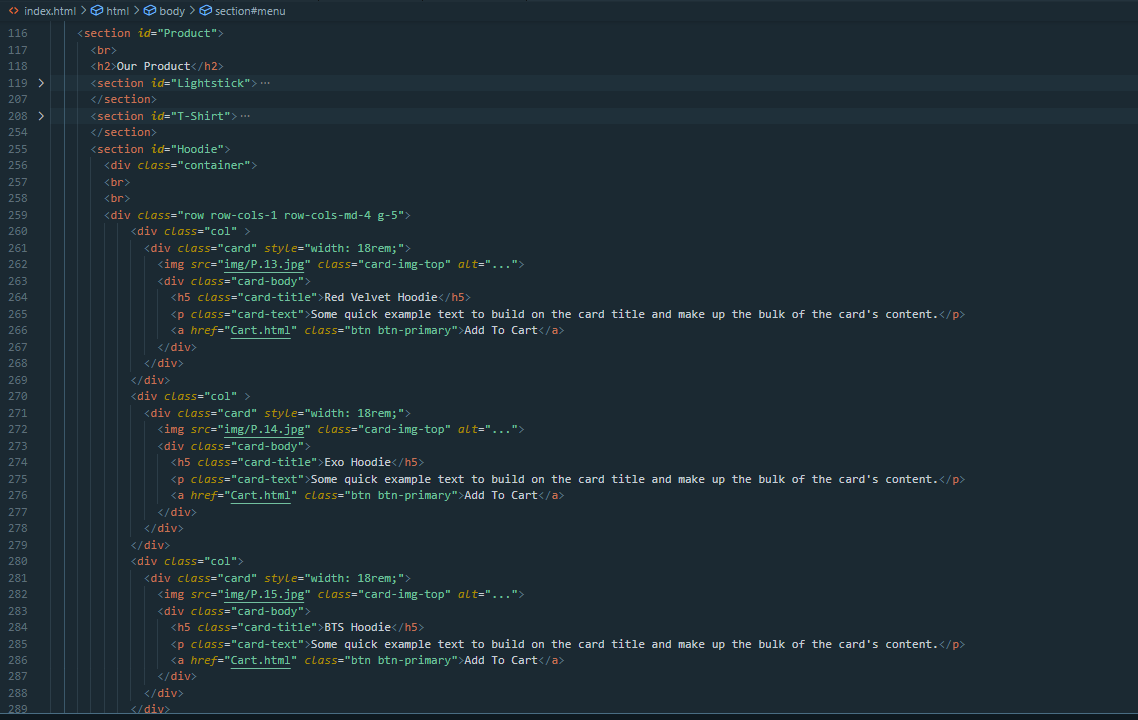 index.html > html > body > section#menu
116 <section id="Product">
117 <br>
118 <h2>Our Product</h2>
119 <section id="Lightstick">…
207 </section>
208 <section id="T-Shirt">…
254 </section>
255 <section id="Hoodie">
256 <div class="container">
257 <br>
258 <br>
259 <div class="row row-cols-1 row-cols-md-4 g-5">
260 <div class="col" >
261 <div class="card" style="width: 18rem;">
262 <img src="img/P.13.jpg" class="card-img-top" alt="...">
263 <div class="card-body">
264 <h5 class="card-title">Red Velvet Hoodie</h5>
265 <p class="card-text">Some quick example text to build on the card title and make up the bulk of the card's content.</p>
266 <a href="Cart.html" class="btn btn-primary">Add To Cart</a>
267 </div>
268 </div>
269 </div>
270 <div class="col" >
271 <div class="card" style="width: 18rem;">
272 <img src="img/P.14.jpg" class="card-img-top" alt="...">
273 <div class="card-body">
274 <h5 class="card-title">Exo Hoodie</h5>
275 <p class="card-text">Some quick example text to build on the card title and make up the bulk of the card's content.</p>
276 <a href="Cart.html" class="btn btn-primary">Add To Cart</a>
277 </div>
278 </div>
279 </div>
280 <div class="col">
281 <div class="card" style="width: 18rem;">
282 <img src="img/P.15.jpg" class="card-img-top" alt="...">
283 <div class="card-body">
284 <h5 class="card-title">BTS Hoodie</h5>
285 <p class="card-text">Some quick example text to build on the card title and make up the bulk of the card's content.</p>
286 <a href="Cart.html" class="btn btn-primary">Add To Cart</a>
287 </div>
288 </div>
289 </div>